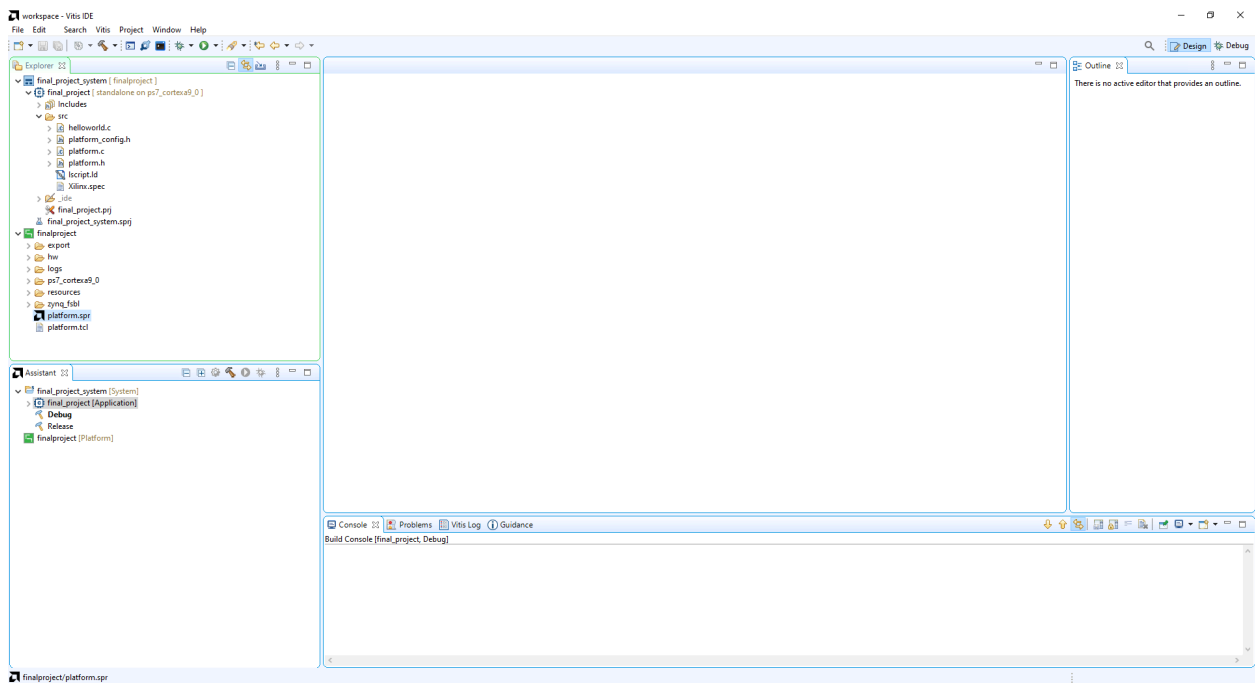 workspace - Vitis IDE
File Edit Search Vitis Project Window Help
Design Debug
Explorer
final_project_system [ finalproject ]
final_project [ standalone on ps7_cortexa9_0 ]
Includes
src
helloworld.c
platform_config.h
platform.c
platform.h
lscript.ld
Xilinx.spec
_ide
final_project.prj
final_project_system.sprj
finalproject
export
hw
logs
ps7_cortexa9_0
resources
zynq_fsbl
platform.spr
platform.tcl
Assistant
final_project_system [System]
final_project [Application]
Debug
Release
finalproject [Platform]
Outline
There is no active editor that provides an outline.
Console Problems Vitis Log Guidance
Build Console [final_project, Debug]
finalproject/platform.spr